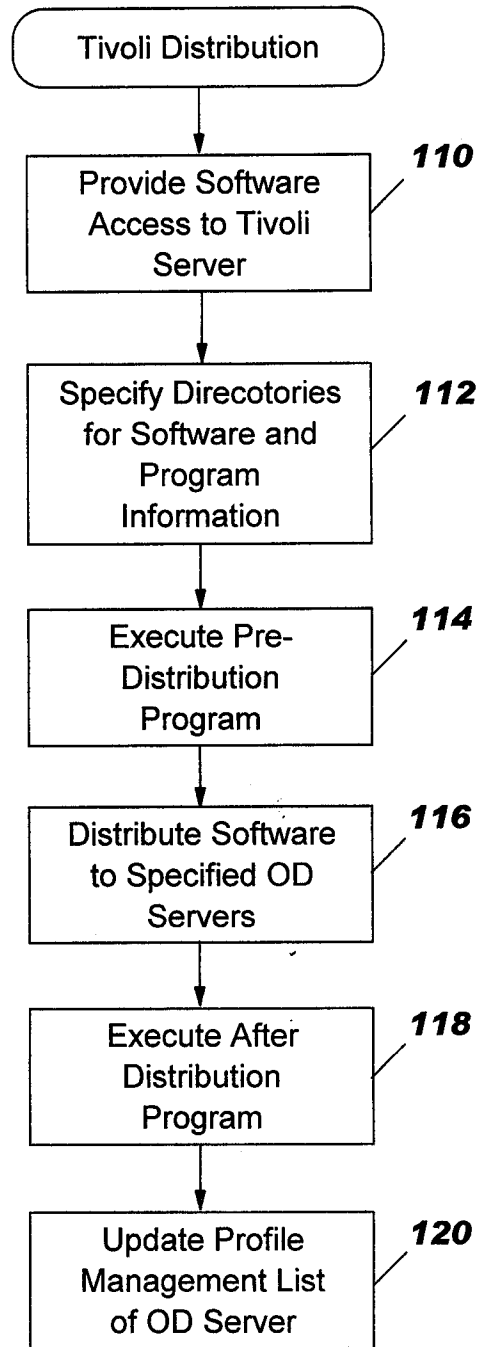 Tivoli Distribution
110
Provide Software
Access to Tivoli
Server
112
Specify Direcotories
for Software and
Program
Information
114
Execute Pre-
Distribution
Program
116
Distribute Software
to Specified OD
Servers
118
Execute After
Distribution
Program
120
Update Profile
Management List
of OD Server